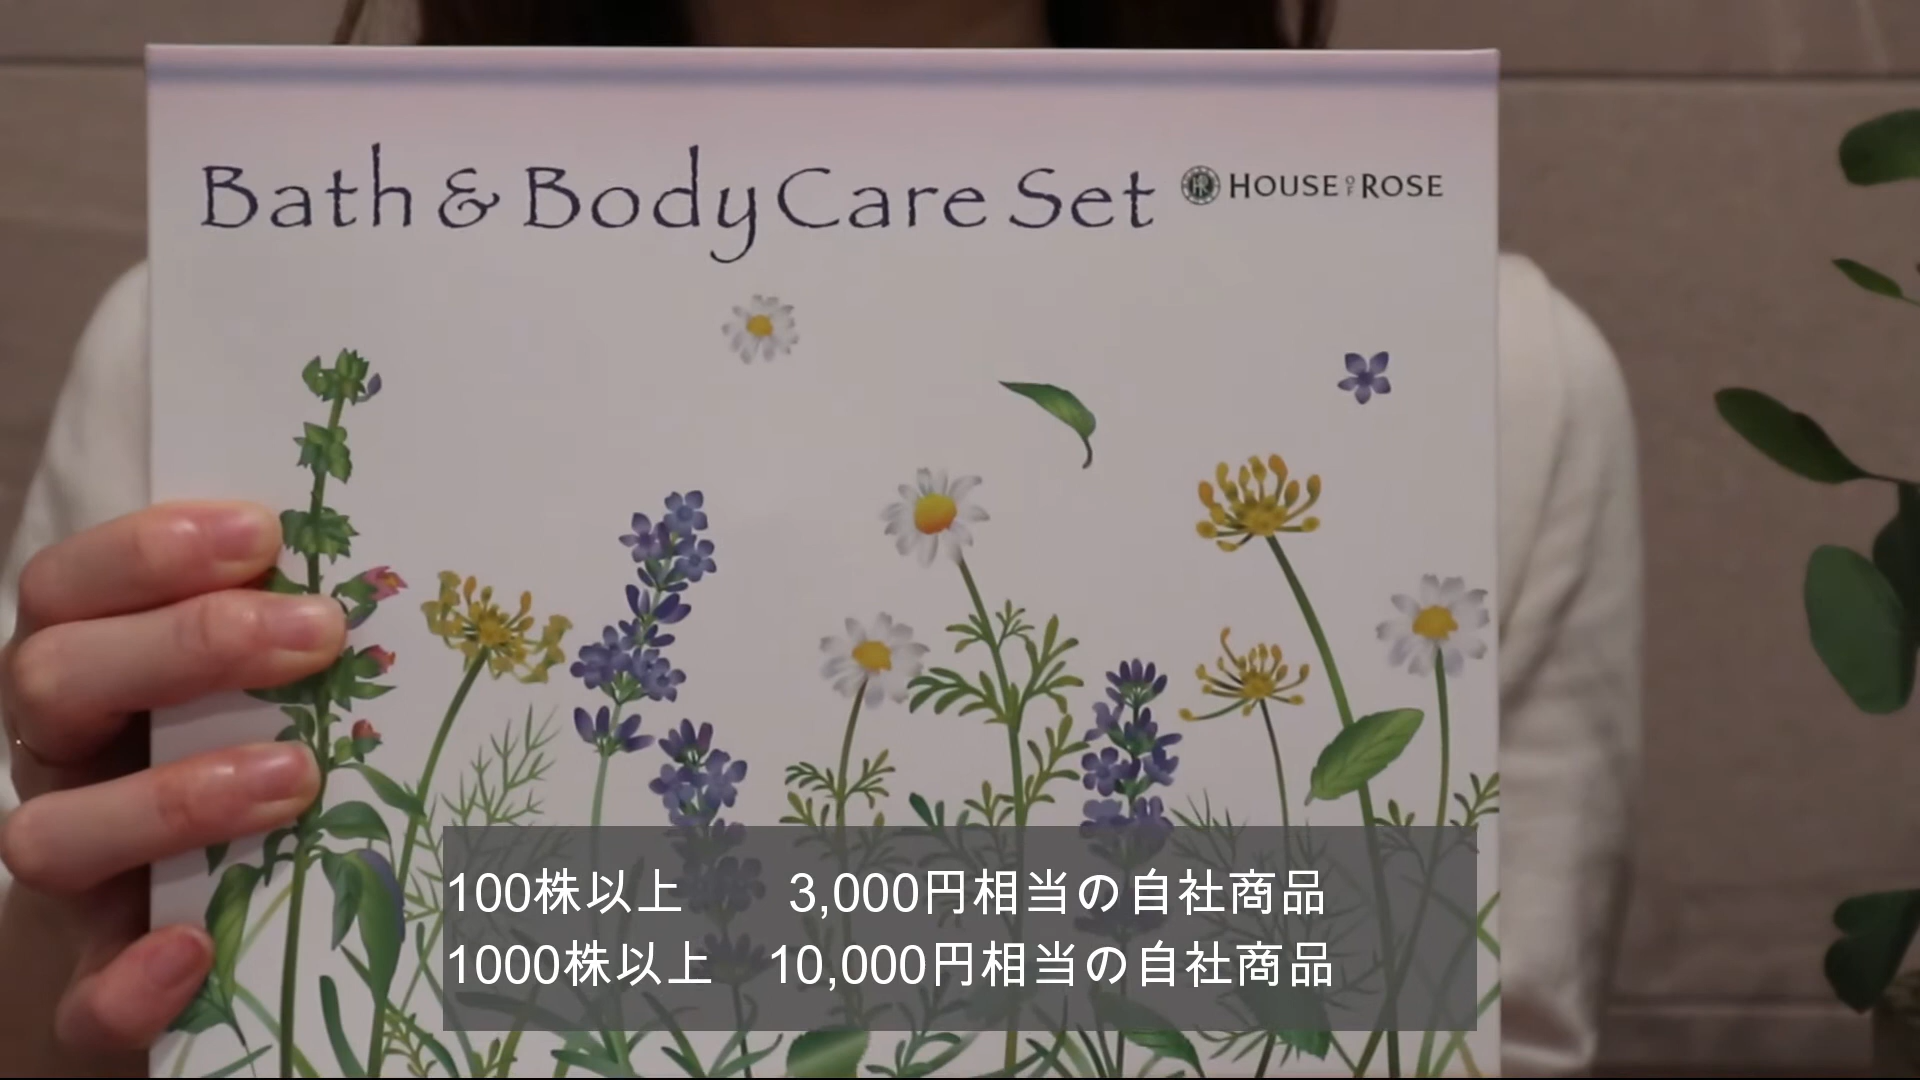 Bath & Body Care Set
HOUSE OF ROSE
100株以上　　3,000円相当の自社商品
1000株以上　10,000円相当の自社商品